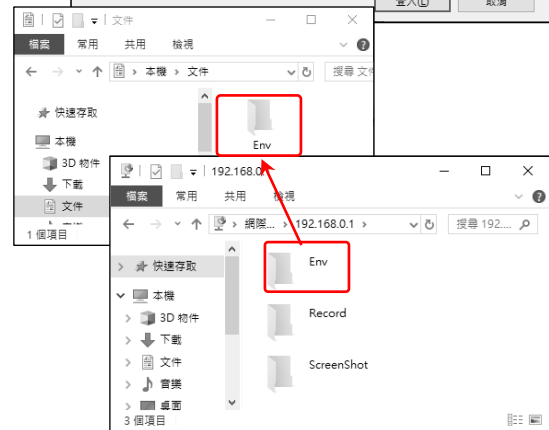 登入(L)
取消
文件
檔案 常用 共用 檢視
本機 › 文件
搜尋 文件
快速存取
本機
3D 物件
下載
文件
1 個項目
Env
192.168.0.
檔案 常用 共用 檢視
網際... › 192.168.0.1 ›
搜尋 192....
快速存取
本機
3D 物件
下載
文件
音樂
桌面
3 個項目
Env
Record
ScreenShot